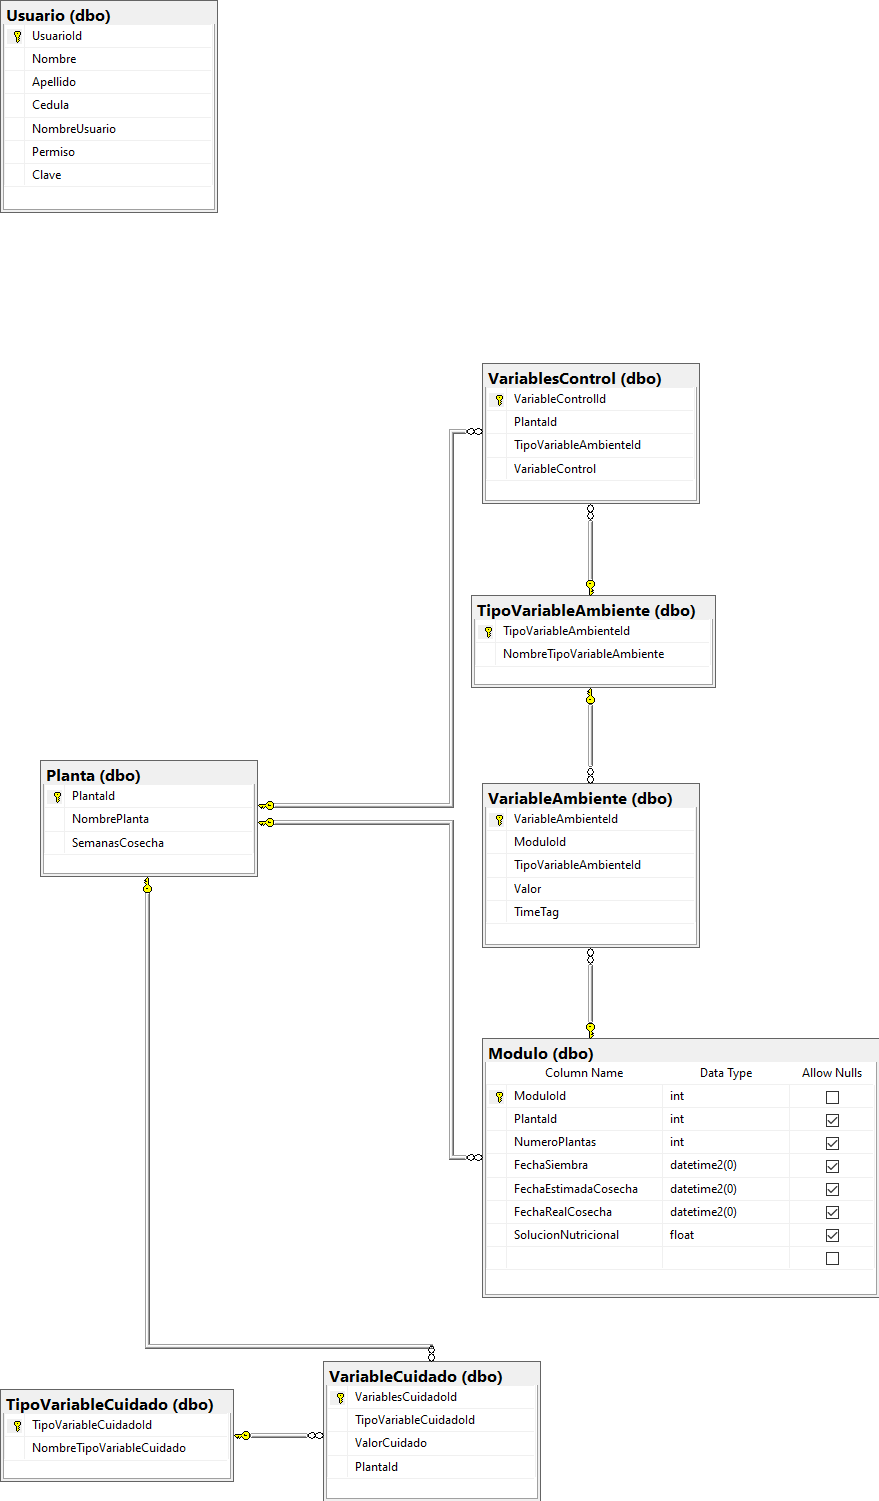 Usuario (dbo)
UsuarioId
Nombre
Apellido
Cedula
NombreUsuario
Permiso
Clave
VariablesControl (dbo)
VariableControlId
PlantaId
TipoVariableAmbienteId
VariableControl
TipoVariableAmbiente (dbo)
TipoVariableAmbienteId
NombreTipoVariableAmbiente
Planta (dbo)
PlantaId
NombrePlanta
SemanasCosecha
VariableAmbiente (dbo)
VariableAmbienteId
ModuloId
TipoVariableAmbienteId
Valor
TimeTag
Modulo (dbo)
Column Name Data Type Allow Nulls
ModuloId int
PlantaId int
NumeroPlantas int
FechaSiembra datetime2(0)
FechaEstimadaCosecha datetime2(0)
FechaRealCosecha datetime2(0)
SolucionNutricional float
TipoVariableCuidado (dbo)
TipoVariableCuidadoId
NombreTipoVariableCuidado
VariableCuidado (dbo)
VariablesCuidadoId
TipoVariableCuidadoId
ValorCuidado
PlantaId